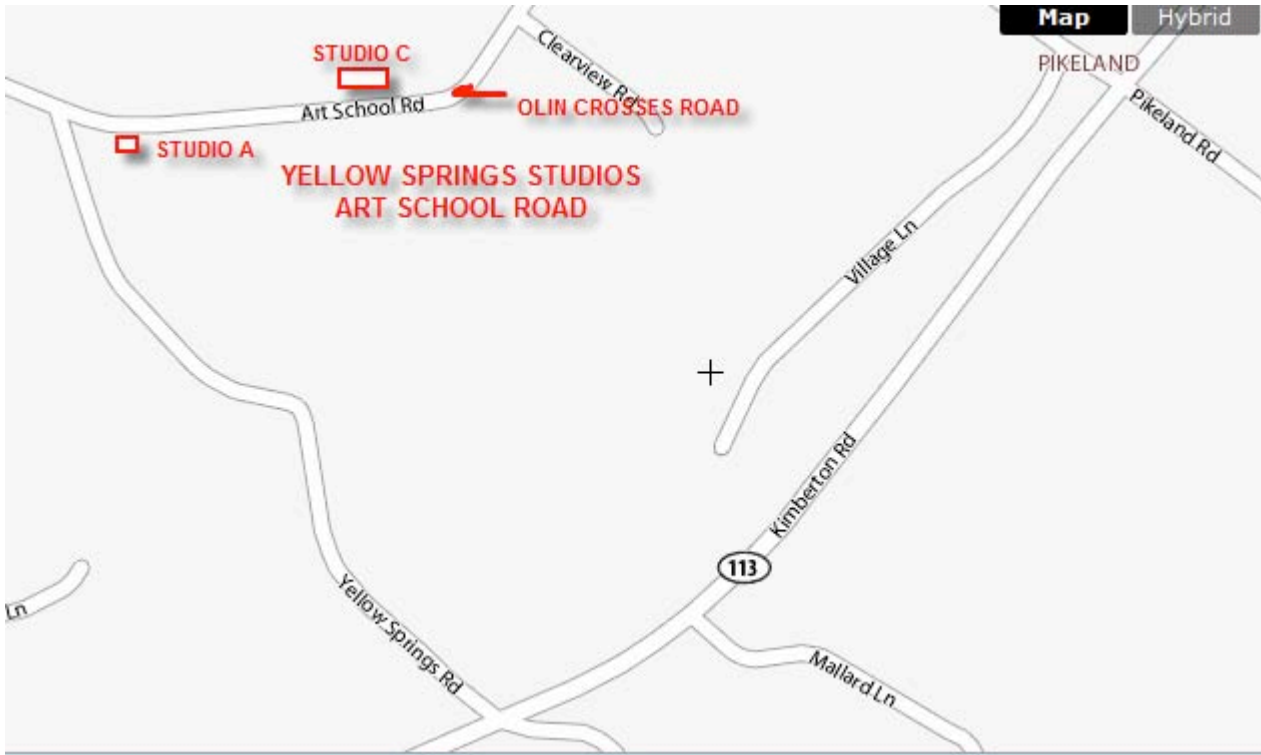 Map
Hybrid
STUDIO C
Clearview Rd
PIKELAND
Art School Rd
OLIN CROSSES ROAD
Pikeland Rd
STUDIO A
YELLOW SPRINGS STUDIOS
ART SCHOOL ROAD
Village Ln
Kimberton Rd
113
Ln
Yellow Springs Rd
Mallard Ln